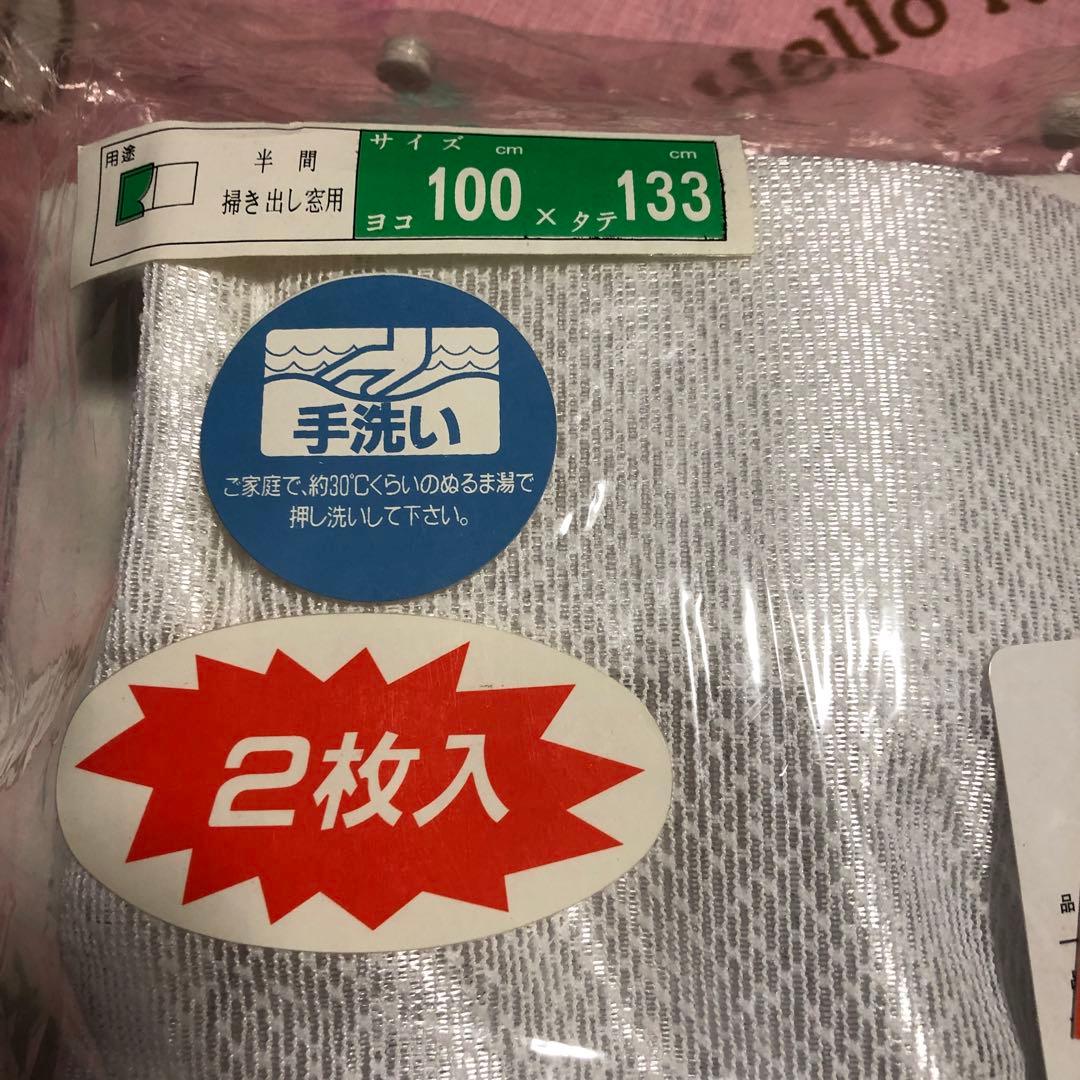 Hello
用途
半間
掃き出し窓用
サイズ cm cm
ヨコ 100 × タテ 133
手洗い
ご家庭で、約30℃くらいのぬるま湯で
押し洗いして下さい。
2枚入
品